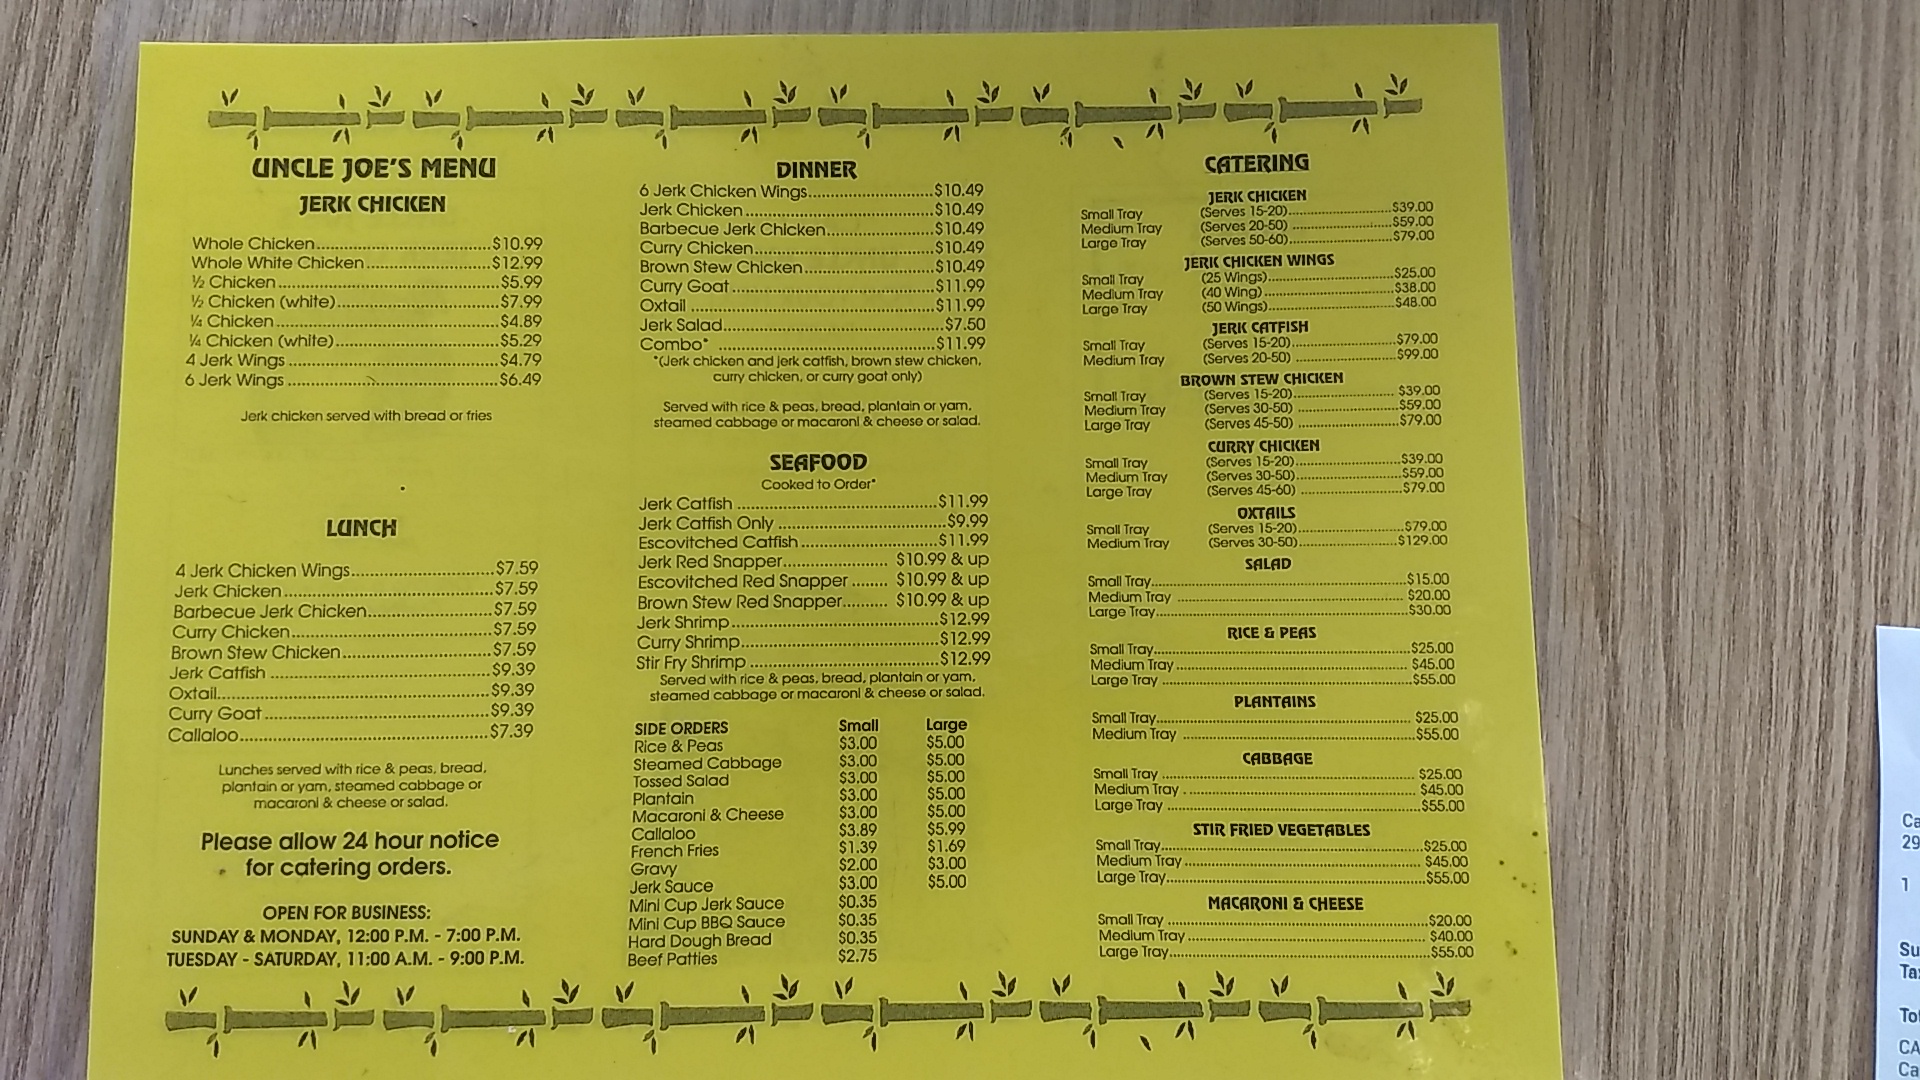 UNCLE JOE'S MENU
JERK CHICKEN
Whole Chicken $10.99
Whole White Chicken $12.99
½ Chicken $5.99
½ Chicken (white) $7.99
¼ Chicken $4.89
¼ Chicken (white) $5.29
4 Jerk Wings $4.79
6 Jerk Wings $6.49
Jerk chicken served with bread or fries
LUNCH
4 Jerk Chicken Wings $7.59
Jerk Chicken $7.59
Barbecue Jerk Chicken $7.59
Curry Chicken $7.59
Brown Stew Chicken $7.59
Jerk Catfish $9.39
Oxtail $9.39
Curry Goat $9.39
Callaloo $7.39
Lunches served with rice & peas, bread,
plantain or yam, steamed cabbage or
macaroni & cheese or salad.
Please allow 24 hour notice
for catering orders.
OPEN FOR BUSINESS:
SUNDAY & MONDAY, 12:00 P.M. - 7:00 P.M.
TUESDAY - SATURDAY, 11:00 A.M. - 9:00 P.M.
DINNER
6 Jerk Chicken Wings $10.49
Jerk Chicken $10.49
Barbecue Jerk Chicken $10.49
Curry Chicken $10.49
Brown Stew Chicken $10.49
Curry Goat $11.99
Oxtail $11.99
Jerk Salad $7.50
Combo* $11.99
*(Jerk chicken and jerk catfish, brown stew chicken,
curry chicken, or curry goat only)
Served with rice & peas, bread, plantain or yam,
steamed cabbage or macaroni & cheese or salad.
SEAFOOD
Cooked to Order*
Jerk Catfish $11.99
Jerk Catfish Only $9.99
Escovitched Catfish $11.99
Jerk Red Snapper $10.99 & up
Escovitched Red Snapper $10.99 & up
Brown Stew Red Snapper $10.99 & up
Jerk Shrimp $12.99
Curry Shrimp $12.99
Stir Fry Shrimp $12.99
Served with rice & peas, bread, plantain or yam,
steamed cabbage or macaroni & cheese or salad.
SIDE ORDERS Small Large
Rice & Peas $3.00 $5.00
Steamed Cabbage $3.00 $5.00
Tossed Salad $3.00 $5.00
Plantain $3.00 $5.00
Macaroni & Cheese $3.00 $5.00
Callaloo $3.89 $5.99
French Fries $1.39 $1.69
Gravy $2.00 $3.00
Jerk Sauce $3.00 $5.00
Mini Cup Jerk Sauce $0.35
Mini Cup BBQ Sauce $0.35
Hard Dough Bread $0.35
Beef Patties $2.75
CATERING
JERK CHICKEN
Small Tray (Serves 15-20) $39.00
Medium Tray (Serves 20-50) $59.00
Large Tray (Serves 50-60) $79.00
JERK CHICKEN WINGS
Small Tray (25 Wings) $25.00
Medium Tray (40 Wing) $38.00
Large Tray (50 Wings) $48.00
JERK CATFISH
Small Tray (Serves 15-20) $79.00
Medium Tray (Serves 20-50) $99.00
BROWN STEW CHICKEN
Small Tray (Serves 15-20) $39.00
Medium Tray (Serves 30-50) $59.00
Large Tray (Serves 45-50) $79.00
CURRY CHICKEN
Small Tray (Serves 15-20) $39.00
Medium Tray (Serves 30-50) $59.00
Large Tray (Serves 45-60) $79.00
OXTAILS
Small Tray (Serves 15-20) $79.00
Medium Tray (Serves 30-50) $129.00
SALAD
Small Tray $15.00
Medium Tray $20.00
Large Tray $30.00
RICE & PEAS
Small Tray $25.00
Medium Tray $45.00
Large Tray $55.00
PLANTAINS
Small Tray $25.00
Medium Tray $55.00
CABBAGE
Small Tray $25.00
Medium Tray $45.00
Large Tray $55.00
STIR FRIED VEGETABLES
Small Tray $25.00
Medium Tray $45.00
Large Tray $55.00
MACARONI & CHEESE
Small Tray $20.00
Medium Tray $40.00
Large Tray $55.00
29
1
CA